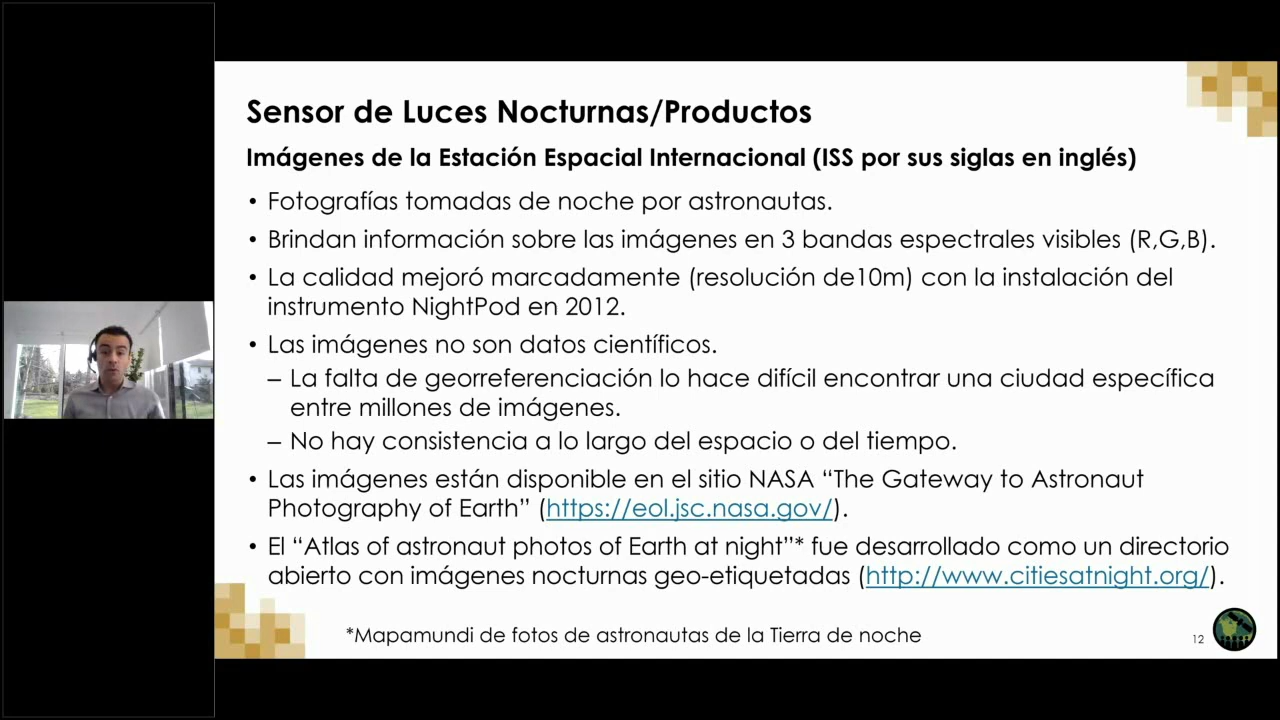 Sensor de Luces Nocturnas/Productos
Imágenes de la Estación Espacial Internacional (ISS por sus siglas en inglés)
• Fotografías tomadas de noche por astronautas.
• Brindan información sobre las imágenes en 3 bandas espectrales visibles (R,G,B).
• La calidad mejoró marcadamente (resolución de10m) con la instalación del
instrumento NightPod en 2012.
• Las imágenes no son datos científicos.
– La falta de georreferenciación lo hace difícil encontrar una ciudad específica
entre millones de imágenes.
– No hay consistencia a lo largo del espacio o del tiempo.
• Las imágenes están disponible en el sitio NASA “The Gateway to Astronaut
Photography of Earth” (https://eol.jsc.nasa.gov/).
• El “Atlas of astronaut photos of Earth at night”* fue desarrollado como un directorio
abierto con imágenes nocturnas geo-etiquetadas (http://www.citiesatnight.org/).
*Mapamundi de fotos de astronautas de la Tierra de noche
12